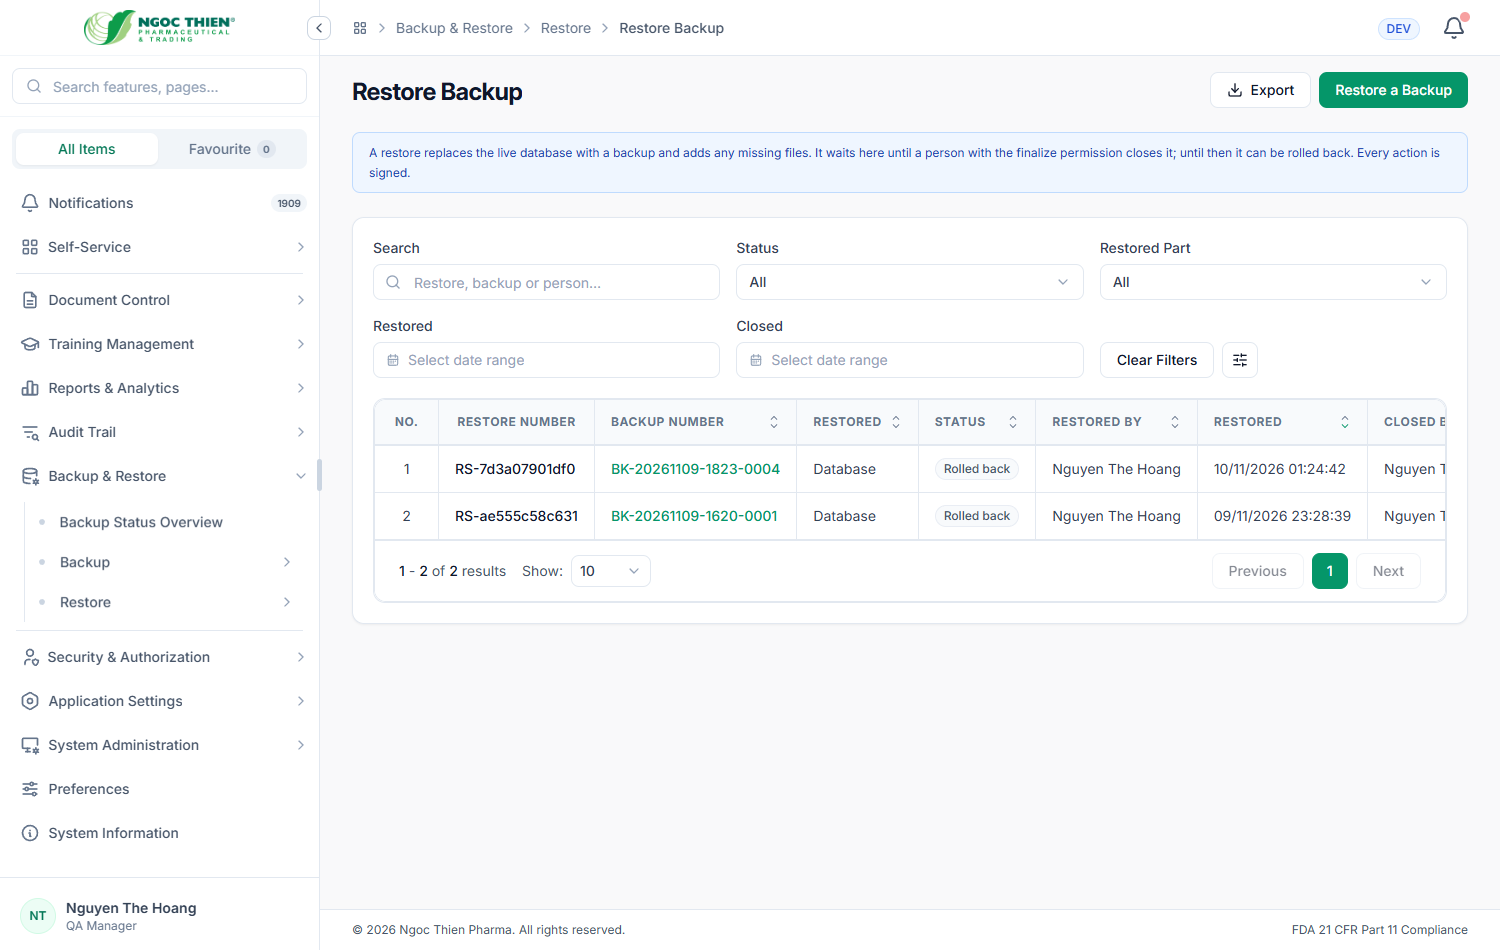 NGOC THIEN®
PHARMACEUTICAL
& TRADING
Backup & Restore
Restore
Restore Backup
DEV
Search features, pages...
All Items
Favourite 0
Notifications 1909
Self-Service
Document Control
Training Management
Reports & Analytics
Audit Trail
Backup & Restore
Backup Status Overview
Backup
Restore
Security & Authorization
Application Settings
System Administration
Preferences
System Information
NT
Nguyen The Hoang
QA Manager
Restore Backup
Export
Restore a Backup
A restore replaces the live database with a backup and adds any missing files. It waits here until a person with the finalize permission closes it; until then it can be rolled back. Every action is
signed.
Search
Status
Restored Part
Restore, backup or person...
All
All
Restored
Closed
Select date range
Select date range
Clear Filters
NO. RESTORE NUMBER BACKUP NUMBER RESTORED STATUS RESTORED BY RESTORED CLOSED B
1 RS-7d3a07901df0 BK-20261109-1823-0004 Database Rolled back Nguyen The Hoang 10/11/2026 01:24:42 Nguyen T
2 RS-ae555c58c631 BK-20261109-1620-0001 Database Rolled back Nguyen The Hoang 09/11/2026 23:28:39 Nguyen T
1 - 2 of 2 results Show: 10 Previous 1 Next
© 2026 Ngoc Thien Pharma. All rights reserved.
FDA 21 CFR Part 11 Compliance